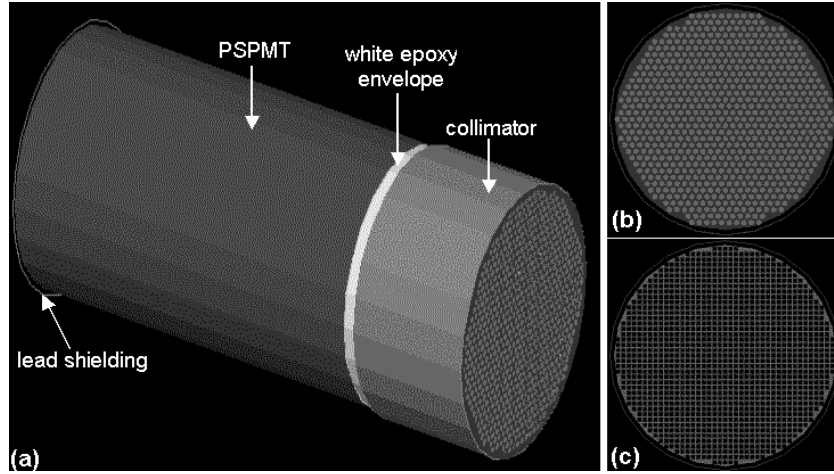 PSPMT
white epoxy
envelope
collimator
lead shielding
(a)
(b)
(c)